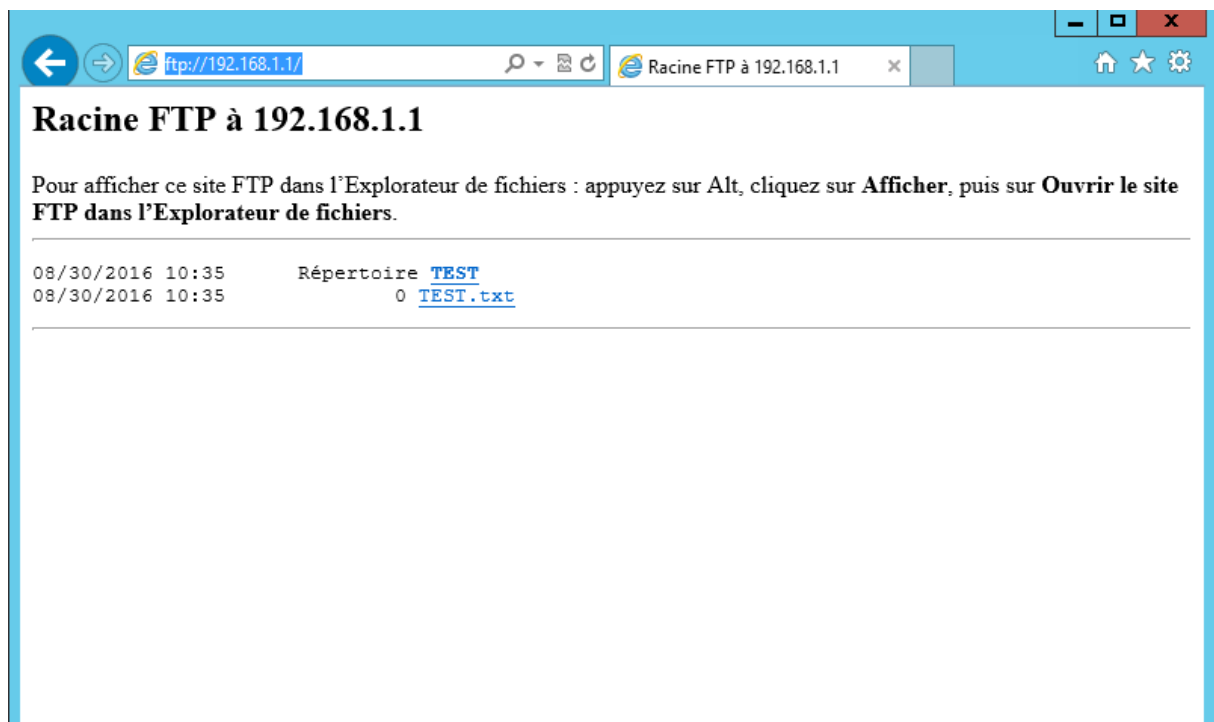 ftp://192.168.1.1/
Racine FTP à 192.168.1.1
Racine FTP à 192.168.1.1
Pour afficher ce site FTP dans l’Explorateur de fichiers : appuyez sur Alt, cliquez sur Afficher, puis sur Ouvrir le site
FTP dans l’Explorateur de fichiers.
08/30/2016 10:35 Répertoire TEST
08/30/2016 10:35 0 TEST.txt